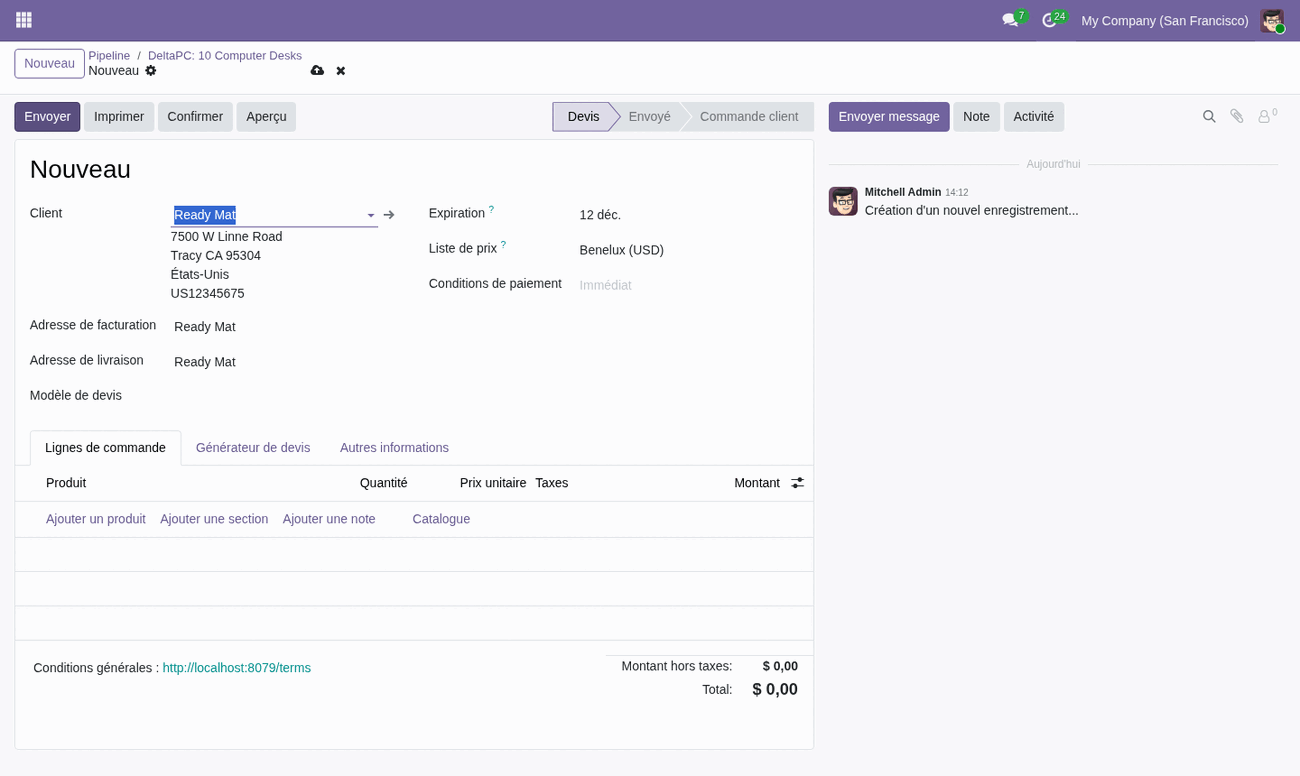 7
24
My Company (San Francisco)
Nouveau
Pipeline / DeltaPC: 10 Computer Desks
Nouveau
Envoyer
Imprimer
Confirmer
Aperçu
Devis
Envoyé
Commande client
Envoyer message
Note
Activité
0
Nouveau
Client
Ready Mat
7500 W Linne Road
Tracy CA 95304
États-Unis
US12345675
Adresse de facturation
Ready Mat
Adresse de livraison
Ready Mat
Modèle de devis
Expiration ?
12 déc.
Liste de prix ?
Benelux (USD)
Conditions de paiement
Immédiat
Lignes de commande
Générateur de devis
Autres informations
Produit
Quantité
Prix unitaire
Taxes
Montant
Ajouter un produit
Ajouter une section
Ajouter une note
Catalogue
Conditions générales : http://localhost:8079/terms
Montant hors taxes: $ 0,00
Total: $ 0,00
Aujourd'hui
Mitchell Admin 14:12
Création d'un nouvel enregistrement...